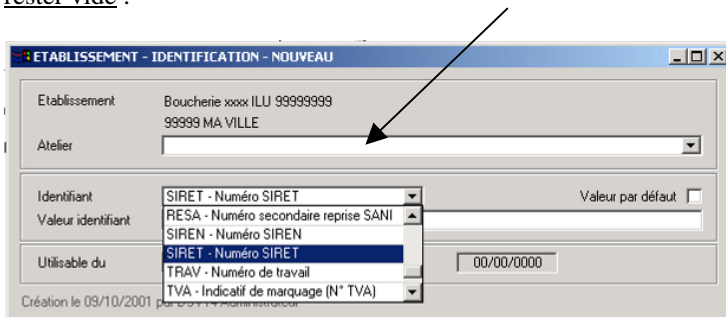 rester vide :
ETABLISSEMENT - IDENTIFICATION - NOUVEAU
Etablissement Boucherie xxxx ILU 99999999
99999 MA VILLE
Atelier
Identifiant SIRET - Numéro SIRET Valeur par défaut
Valeur identifiant RESA - Numéro secondaire reprise SANI
SIREN - Numéro SIREN
SIRET - Numéro SIRET
Utilisable du 00/00/0000
TRAV - Numéro de travail
TVA - Indicatif de marquage (N° TVA)
Création le 09/10/2001